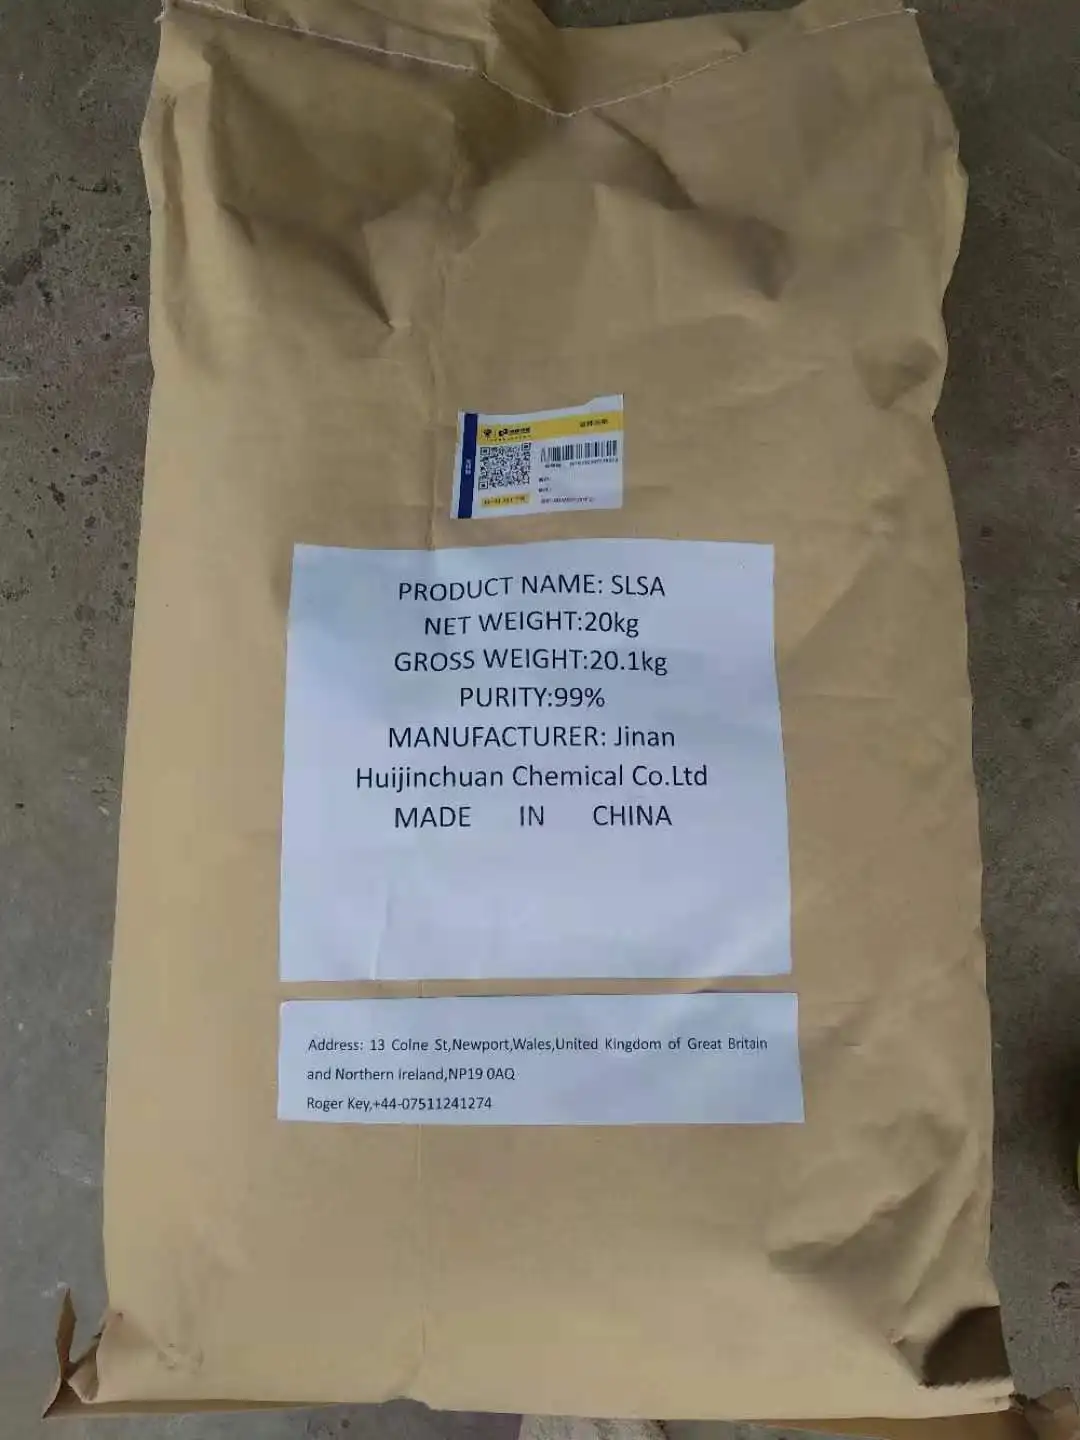 PRODUCT NAME: SLSA
NET WEIGHT:20kg
GROSS WEIGHT:20.1kg
PURITY:99%
MANUFACTURER: Jinan
Huijinchuan Chemical Co.Ltd
MADE IN CHINA
Address: 13 Colne St,Newport,Wales,United Kingdom of Great Britain
and Northern Ireland,NP19 0AQ
Roger Key,+44-07511241274